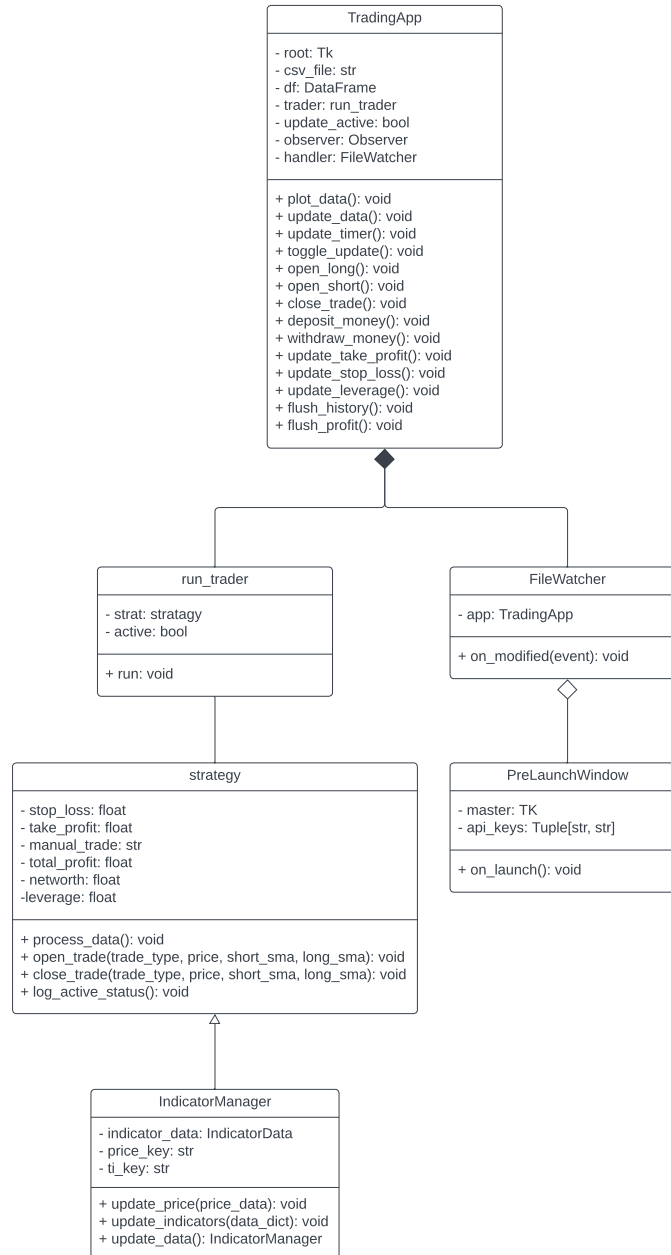 TradingApp
- root: Tk
- csv_file: str
- df: DataFrame
- trader: run_trader
- update_active: bool
- observer: Observer
- handler: FileWatcher
+ plot_data(): void
+ update_data(): void
+ update_timer(): void
+ toggle_update(): void
+ open_long(): void
+ open_short(): void
+ close_trade(): void
+ deposit_money(): void
+ withdraw_money(): void
+ update_take_profit(): void
+ update_stop_loss(): void
+ update_leverage(): void
+ flush_history(): void
+ flush_profit(): void
run_trader
- strat: stratagy
- active: bool
+ run: void
FileWatcher
- app: TradingApp
+ on_modified(event): void
strategy
- stop_loss: float
- take_profit: float
- manual_trade: str
- total_profit: float
- networth: float
-leverage: float
+ process_data(): void
+ open_trade(trade_type, price, short_sma, long_sma): void
+ close_trade(trade_type, price, short_sma, long_sma): void
+ log_active_status(): void
PreLaunchWindow
- master: TK
- api_keys: Tuple[str, str]
+ on_launch(): void
IndicatorManager
- indicator_data: IndicatorData
- price_key: str
- ti_key: str
+ update_price(price_data): void
+ update_indicators(data_dict): void
+ update_data(): IndicatorManager